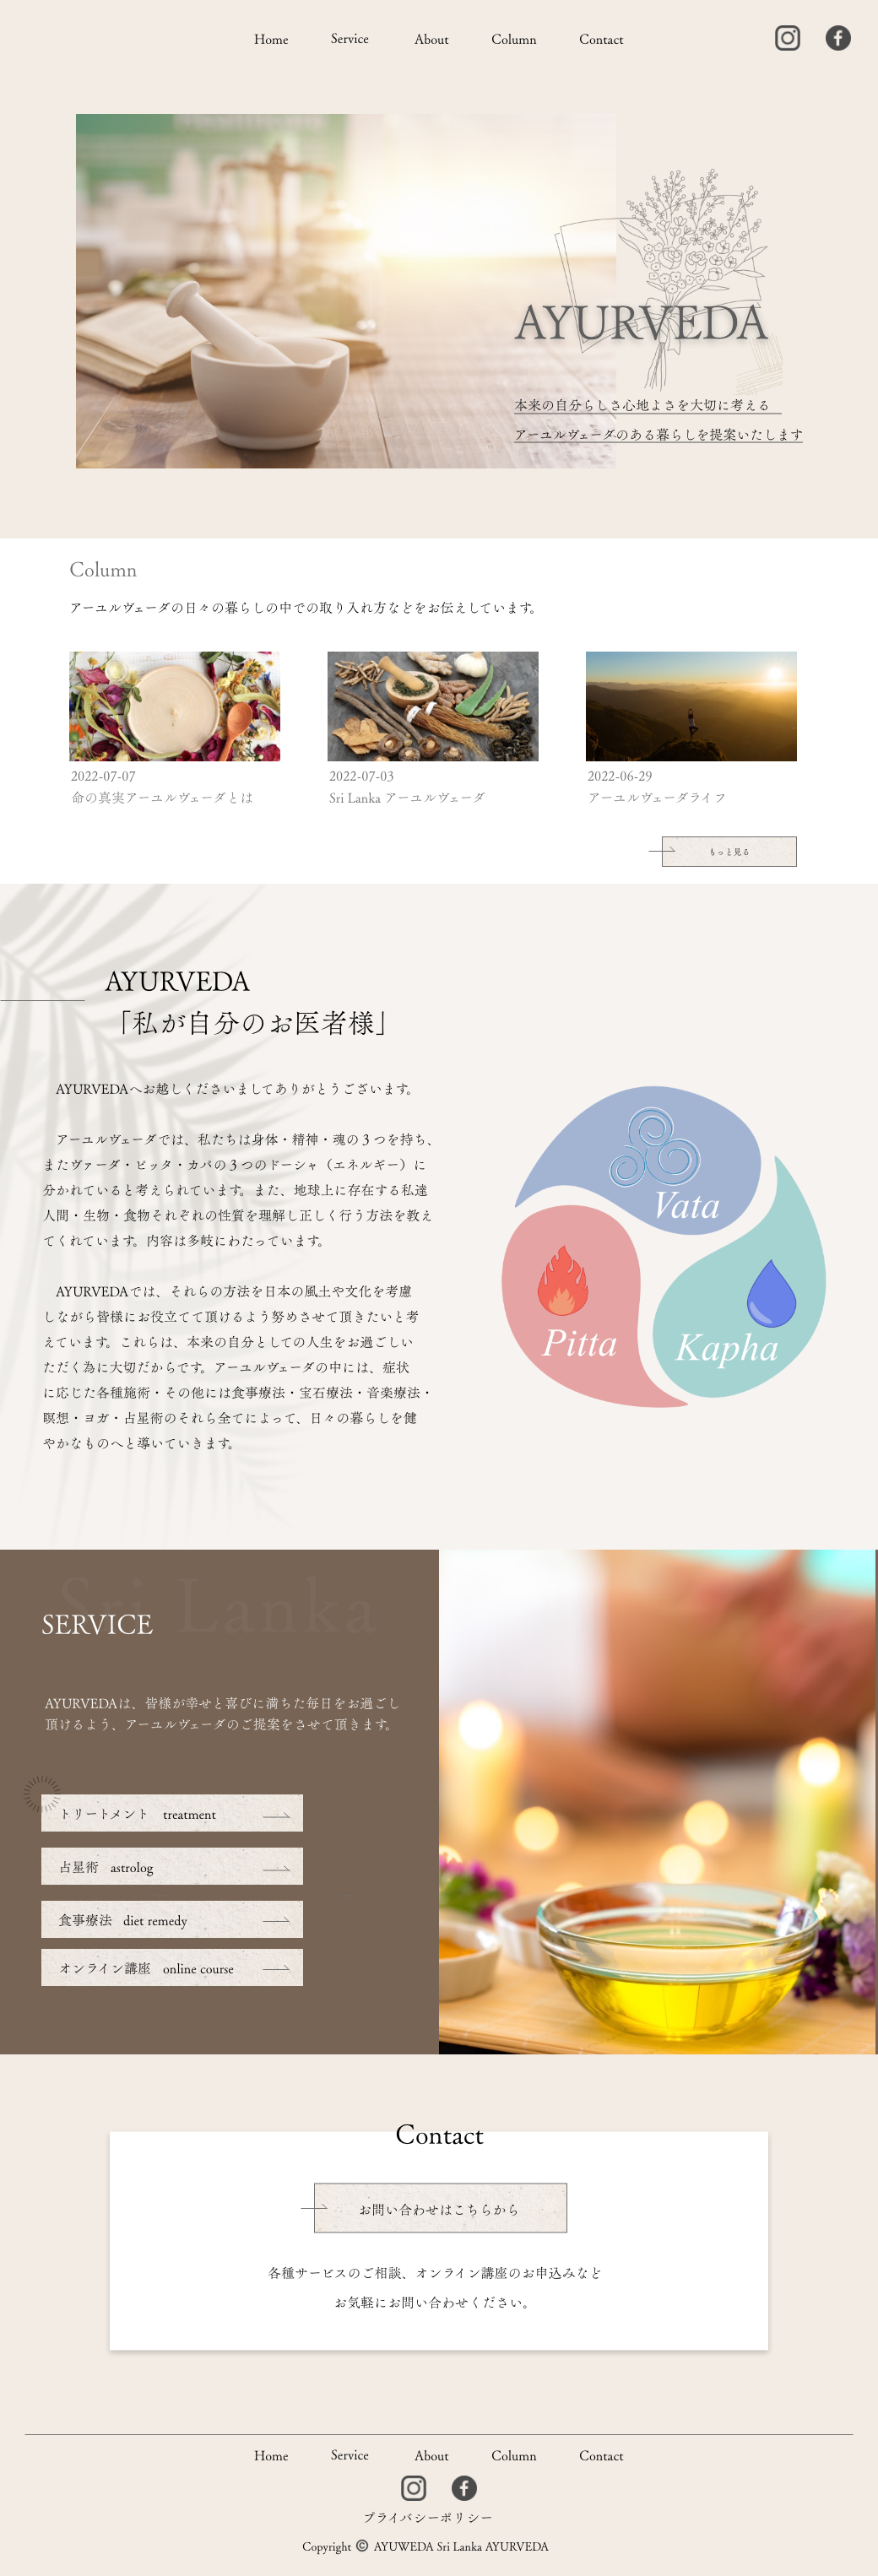 Home Service About Column Contact
AYURVEDA
本来の自分らしさ心地よさを大切に考える
アーユルヴェーダのある暮らしを提案いたします
Column
アーユルヴェーダの日々の暮らしの中での取り入れ方などをお伝えしています。
2022-07-07
命の真実アーユルヴェーダとは
2022-07-03
Sri Lanka アーユルヴェーダ
2022-06-29
アーユルヴェーダライフ
もっと見る
AYURVEDA
「私が自分のお医者様」
AYURVEDAへお越しくださいましてありがとうございます。
アーユルヴェーダでは、私たちは身体・精神・魂の３つを持ち、
またヴァーダ・ピッタ・カパの３つのドーシャ（エネルギー）に
分かれていると考えられています。また、地球上に存在する私達
人間・生物・食物それぞれの性質を理解し正しく行う方法を教え
てくれています。内容は多岐にわたっています。
AYURVEDAでは、それらの方法を日本の風土や文化を考慮
しながら皆様にお役立てて頂けるよう努めさせて頂きたいと考
えています。これらは、本来の自分としての人生をお過ごしい
ただく為に大切だからです。アーユルヴェーダの中には、症状
に応じた各種施術・その他には食事療法・宝石療法・音楽療法・
瞑想・ヨガ・占星術のそれら全てによって、日々の暮らしを健
やかなものへと導いていきます。
Vata
Pitta
Kapha
Sri Lanka
SERVICE
AYURVEDAは、皆様が幸せと喜びに満ちた毎日をお過ごし
頂けるよう、アーユルヴェーダのご提案をさせて頂きます。
トリートメント treatment
占星術 astrolog
食事療法 diet remedy
オンライン講座 online course
Contact
お問い合わせはこちらから
各種サービスのご相談、オンライン講座のお申込みなど
お気軽にお問い合わせください。
Home Service About Column Contact
プライバシーポリシー
Copyright © AYUWEDA Sri Lanka AYURVEDA